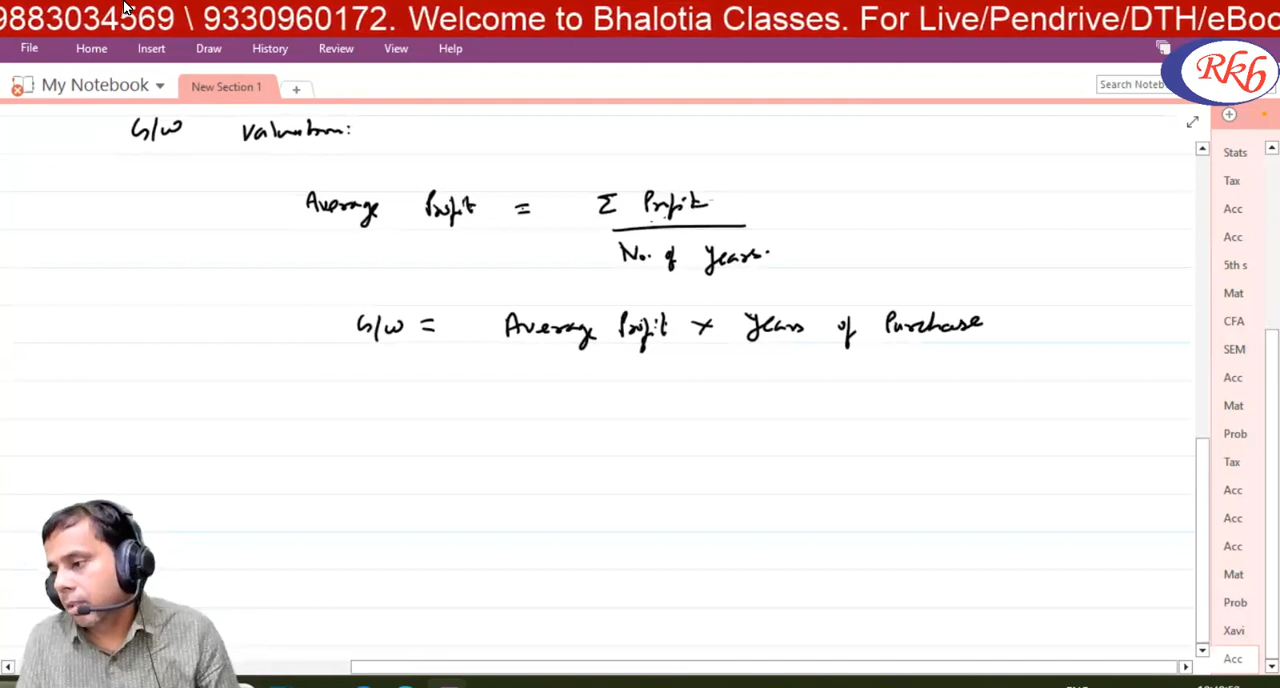 9883034569 \ 9330960172. Welcome to Bhalotia Classes. For Live/Pendrive/DTH/eBoo
File Home Insert Draw History Review View Help
Rkb
My Notebook New Section 1 + Search Noteb
G/W Valuation:
Stats
Tax
Average Profit = Σ Profit
No. of Years.
Acc
Acc
5th s
Mat
G/W = Average Profit × Years of Purchase
CFA
SEM
Acc
Mat
Prob
Tax
Acc
Acc
Acc
Mat
Prob
Xavi
Acc